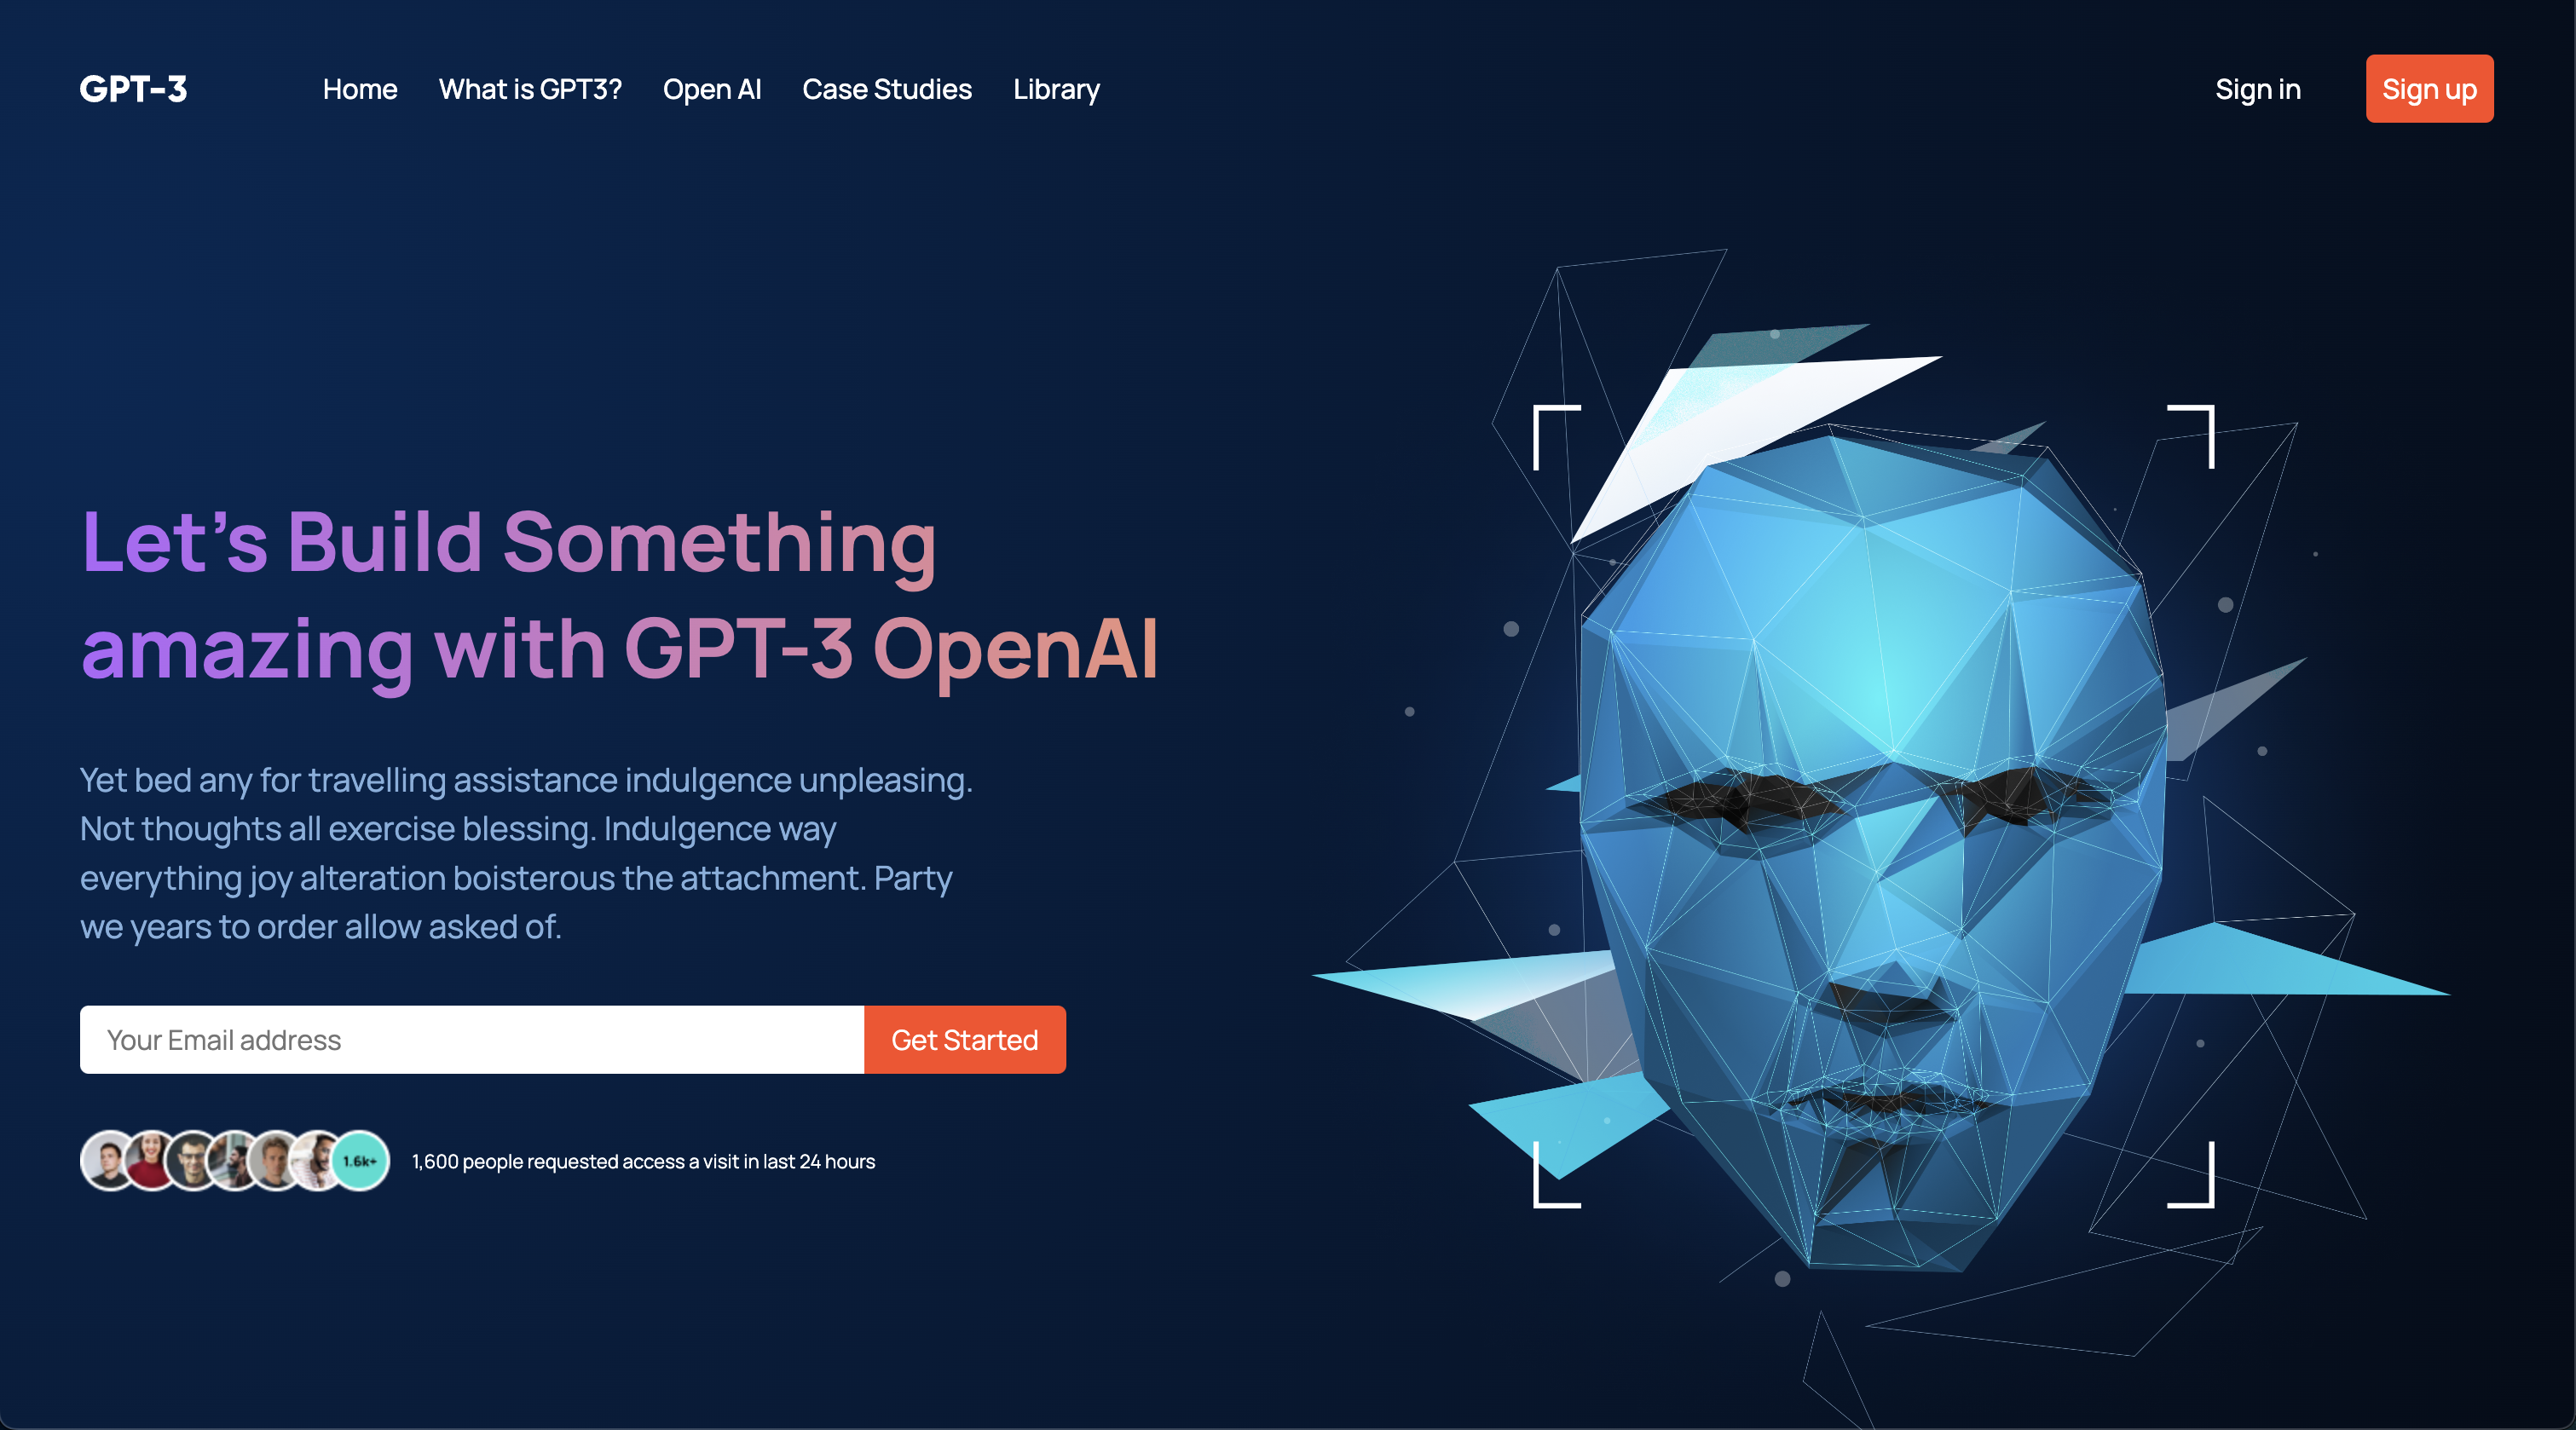 GPT-3
Home What is GPT3? Open AI Case Studies Library
Sign in
Sign up
Let's Build Something
amazing with GPT-3 OpenAI
Yet bed any for travelling assistance indulgence unpleasing.
Not thoughts all exercise blessing. Indulgence way
everything joy alteration boisterous the attachment. Party
we years to order allow asked of.
Your Email address
Get Started
1.6k+
1,600 people requested access a visit in last 24 hours